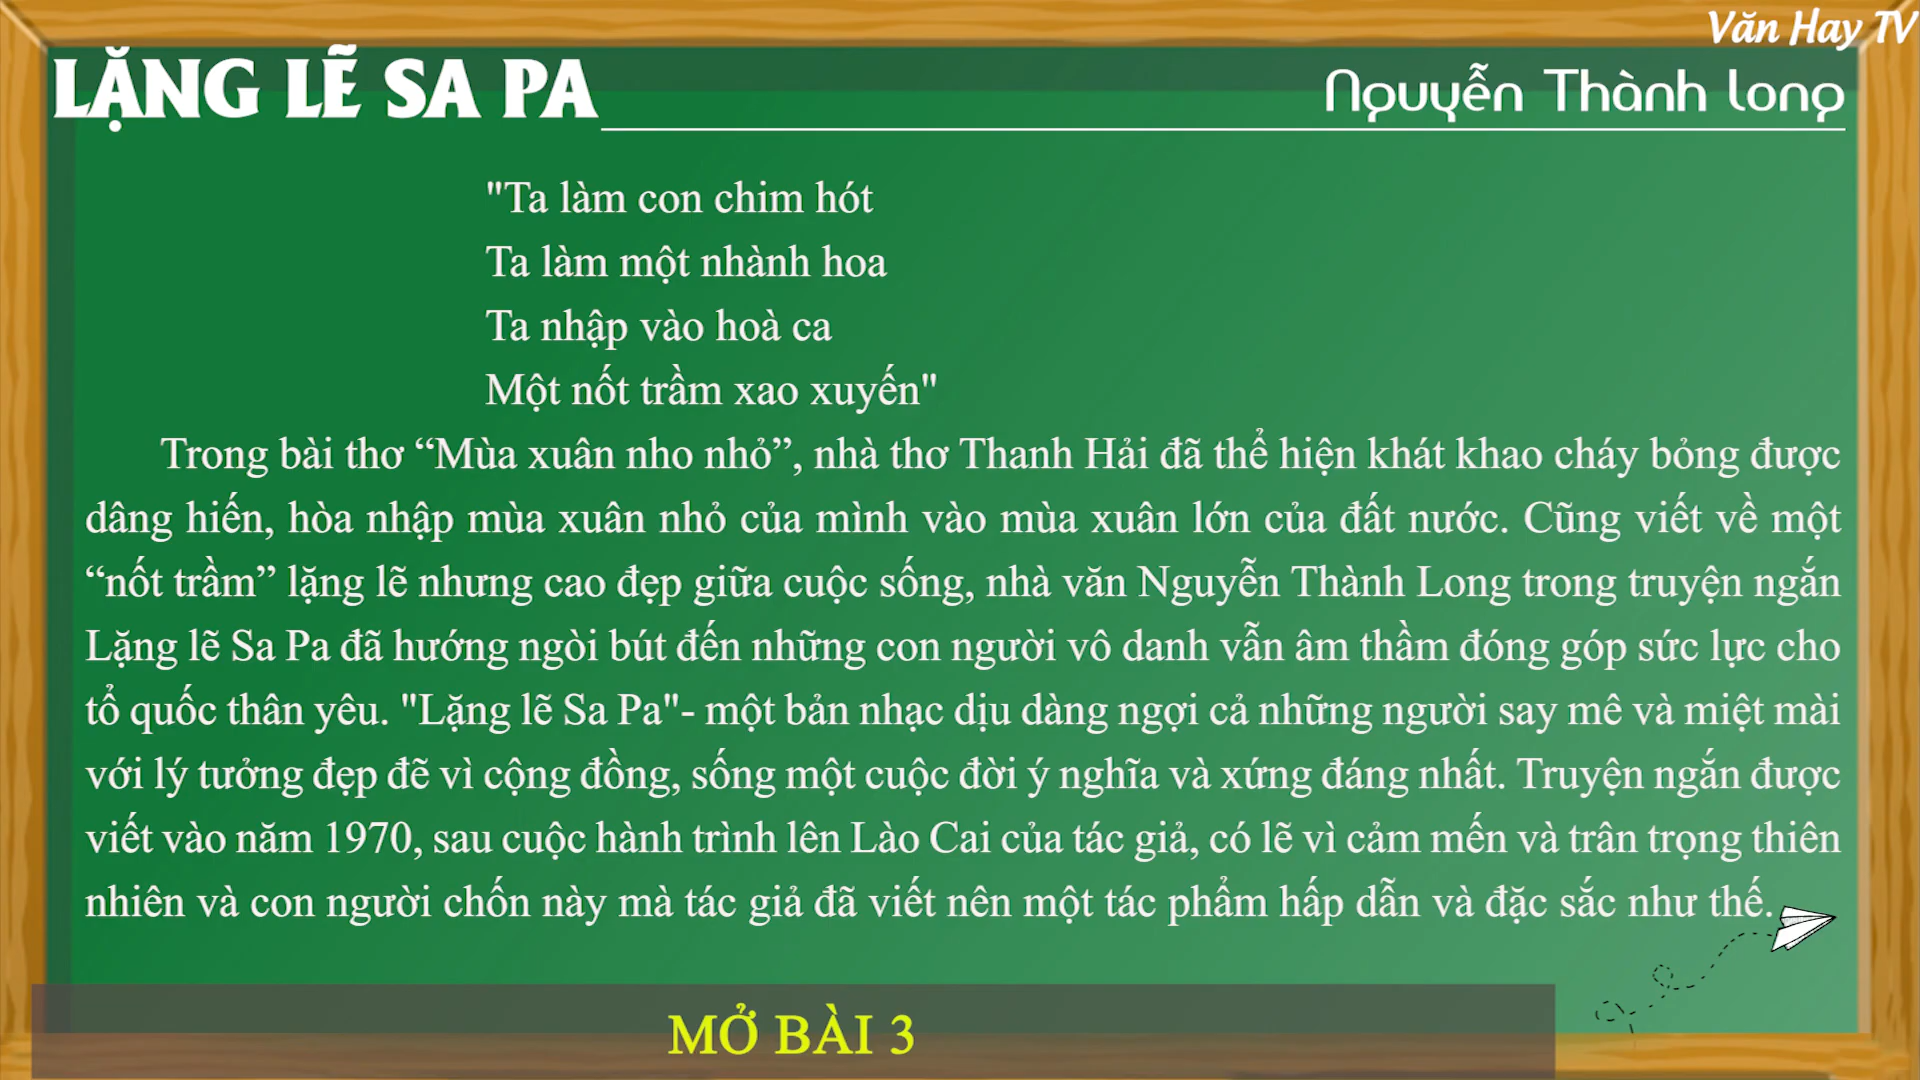 Văn Hay TV
LẶNG LẼ SA PA
Nguyễn Thành Long
"Ta làm con chim hót
Ta làm một nhành hoa
Ta nhập vào hoà ca
Một nốt trầm xao xuyến"
Trong bài thơ “Mùa xuân nho nhỏ”, nhà thơ Thanh Hải đã thể hiện khát khao cháy bỏng được
dâng hiến, hòa nhập mùa xuân nhỏ của mình vào mùa xuân lớn của đất nước. Cũng viết về một
“nốt trầm” lặng lẽ nhưng cao đẹp giữa cuộc sống, nhà văn Nguyễn Thành Long trong truyện ngắn
Lặng lẽ Sa Pa đã hướng ngòi bút đến những con người vô danh vẫn âm thầm đóng góp sức lực cho
tổ quốc thân yêu. "Lặng lẽ Sa Pa"- một bản nhạc dịu dàng ngợi cả những người say mê và miệt mài
với lý tưởng đẹp đẽ vì cộng đồng, sống một cuộc đời ý nghĩa và xứng đáng nhất. Truyện ngắn được
viết vào năm 1970, sau cuộc hành trình lên Lào Cai của tác giả, có lẽ vì cảm mến và trân trọng thiên
nhiên và con người chốn này mà tác giả đã viết nên một tác phẩm hấp dẫn và đặc sắc như thế.
MỞ BÀI 3